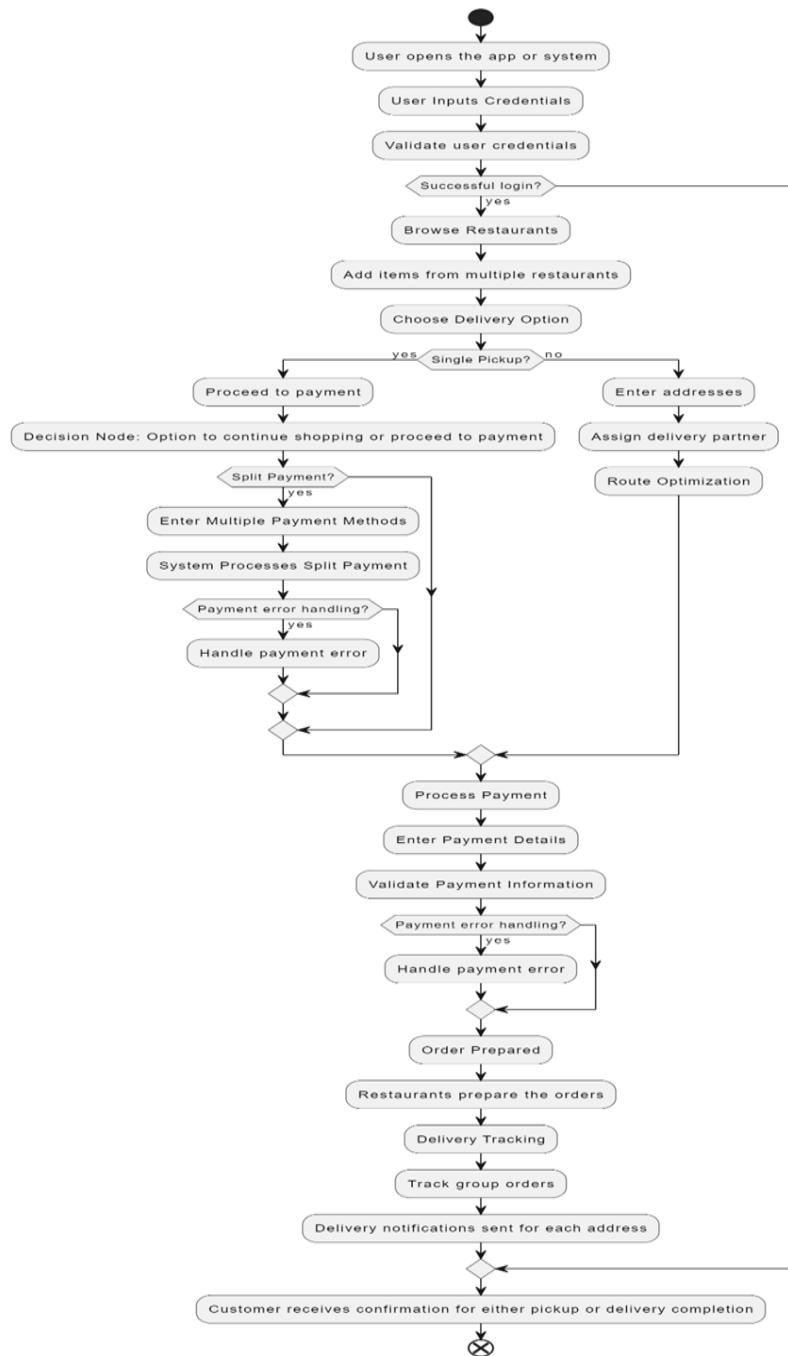 User opens the app or system
User Inputs Credentials
Validate user credentials
Successful login?
yes
Browse Restaurants
Add items from multiple restaurants
Choose Delivery Option
yes
Single Pickup?
no
Proceed to payment
Enter addresses
Decision Node: Option to continue shopping or proceed to payment
Assign delivery partner
Split Payment?
Route Optimization
yes
Enter Multiple Payment Methods
System Processes Split Payment
Payment error handling?
yes
Handle payment error
Process Payment
Enter Payment Details
Validate Payment Information
Payment error handling?
yes
Handle payment error
Order Prepared
Restaurants prepare the orders
Delivery Tracking
Track group orders
Delivery notifications sent for each address
Customer receives confirmation for either pickup or delivery completion